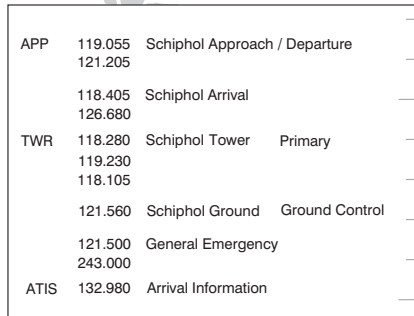 APP 119.055 Schiphol Approach / Departure
121.205
118.405 Schiphol Arrival
126.680
TWR 118.280 Schiphol Tower Primary
119.230
118.105
121.560 Schiphol Ground Ground Control
121.500 General Emergency
243.000
ATIS 132.980 Arrival Information